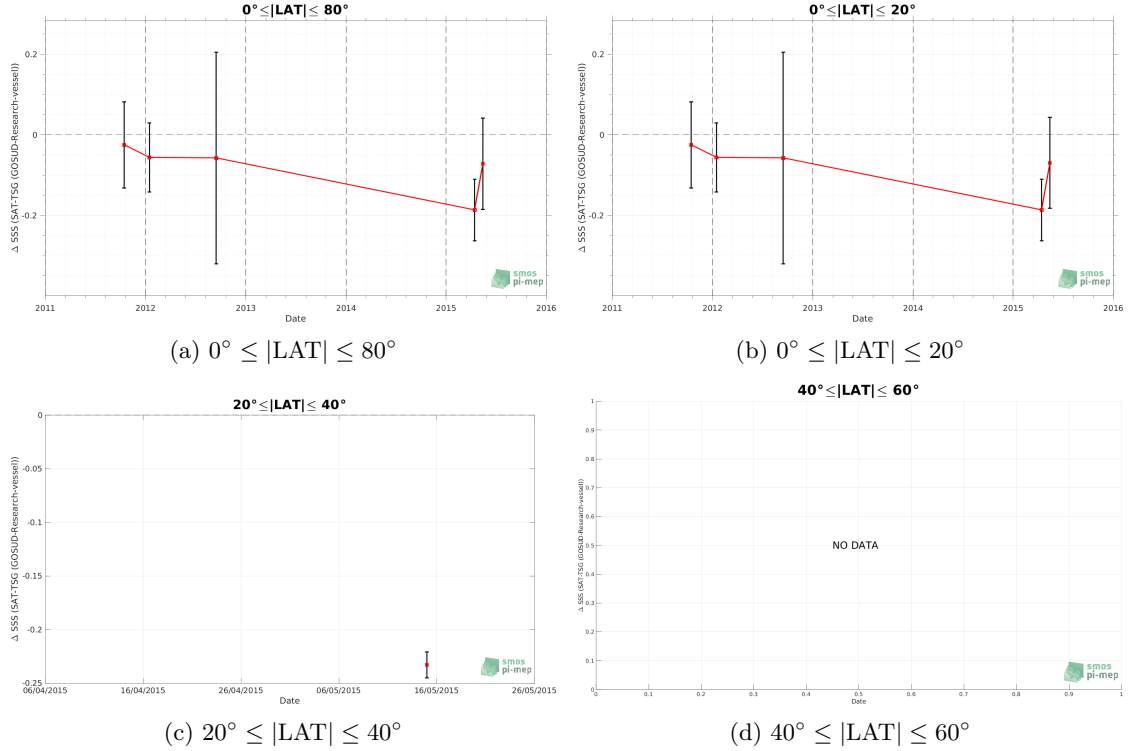 0°≤|LAT|≤ 80°
0.2
0
-0.2
Δ SSS (SAT-TSG (GOSUD-Research-vessel))
2011 2012 2013 2014 2015 2016
Date
smos
pi-mep
(a) 0° ≤ |LAT| ≤ 80°
0°≤|LAT|≤ 20°
0.2
0
-0.2
Δ SSS (SAT-TSG (GOSUD-Research-vessel))
2011 2012 2013 2014 2015 2016
Date
smos
pi-mep
(b) 0° ≤ |LAT| ≤ 20°
20°≤|LAT|≤ 40°
0
-0.05
-0.1
-0.15
-0.2
-0.25
Δ SSS (SAT-TSG (GOSUD-Research-vessel))
06/04/2015 16/04/2015 26/04/2015 06/05/2015 16/05/2015 26/05/2015
Date
smos
pi-mep
(c) 20° ≤ |LAT| ≤ 40°
40°≤|LAT|≤ 60°
1
0.9
0.8
0.7
0.6
0.5
0.4
0.3
0.2
0.1
0
Δ SSS (SAT-TSG (GOSUD-Research-vessel))
NO DATA
0 0.1 0.2 0.3 0.4 0.5 0.6 0.7 0.8 0.9 1
Date
smos
pi-mep
(d) 40° ≤ |LAT| ≤ 60°